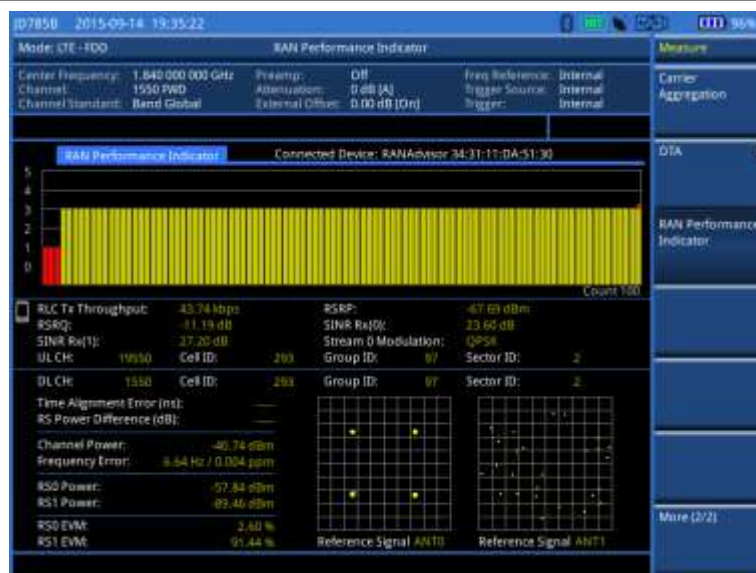 JD785B 2015-09-14 19:35:22 96%
Mode: LTE - FDD RAN Performance Indicator Measure
Center Frequency: 1.840 000 000 GHz Preamp: Off Freq Reference: Internal
Channel: 1550 FWD Attenuation: 0 dB [A] Trigger Source: Internal
Channel Standard: Band Global External Offset: 0.00 dB [On] Trigger: Internal
Carrier Aggregation
RAN Performance Indicator Connected Device: RANAdvisor 34:31:11:DA:51:30
OTA
5
4
3
2
1
0
RAN Performance Indicator
Count 100
RLC Tx Throughput: 43.74 kbps RSRP: -67.69 dBm
RSRQ: -11.19 dB SINR Rx(0): 23.60 dB
SINR Rx(1): 27.20 dB Stream 0 Modulation: QPSK
UL CH: 19550 Cell ID: 293 Group ID: 97 Sector ID: 2
DL CH: 1550 Cell ID: 293 Group ID: 97 Sector ID: 2
Time Alignment Error (ns):
RS Power Difference (dB):
Channel Power: -40.74 dBm
Frequency Error: 6.64 Hz / 0.004 ppm
RS0 Power: -57.84 dBm
RS1 Power: -89.46 dBm
RS0 EVM: 2.60 %
RS1 EVM: 91.44 %
Reference Signal ANT0 Reference Signal ANT1
More (2/2)